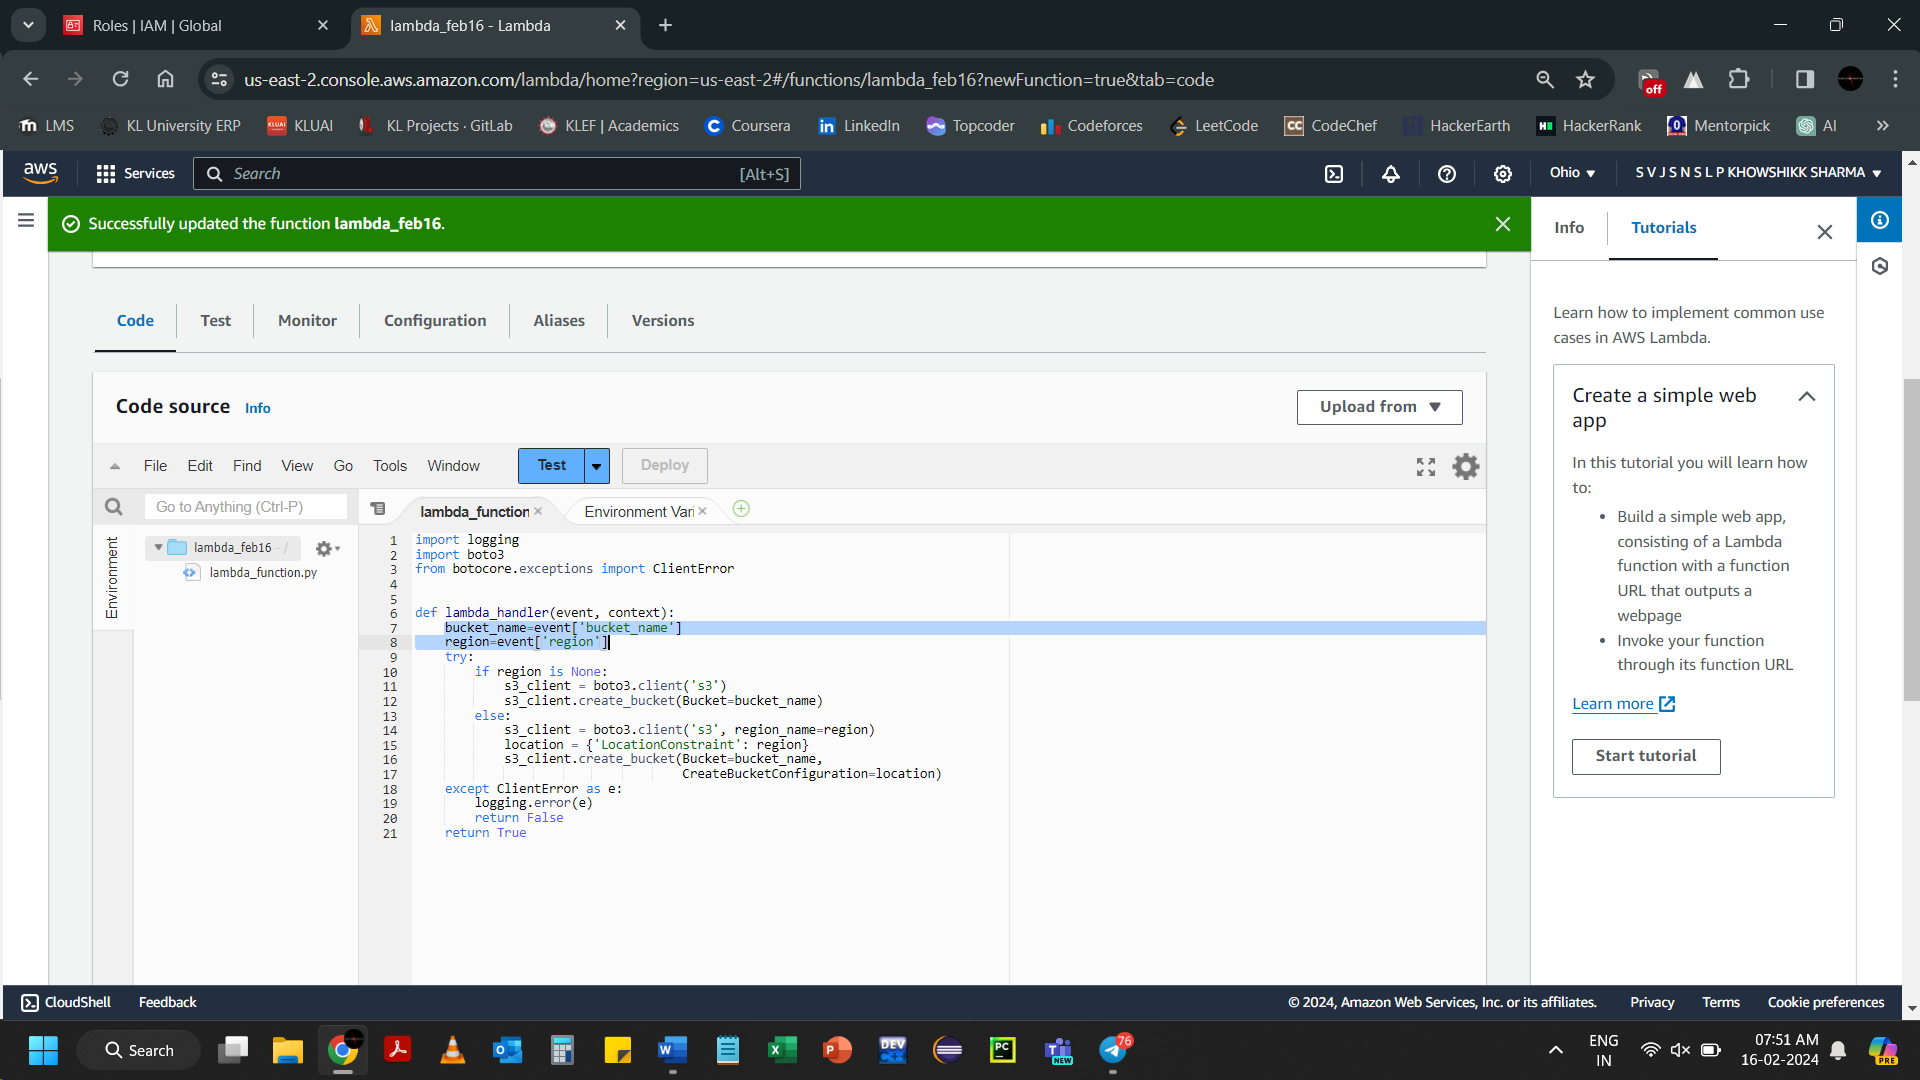 Roles | IAM | Global
lambda_feb16 - Lambda
us-east-2.console.aws.amazon.com/lambda/home?region=us-east-2#/functions/lambda_feb16?newFunction=true&tab=code
off
LMS
KL University ERP
KLUAI
KL Projects · GitLab
KLEF | Academics
Coursera
LinkedIn
Topcoder
Codeforces
LeetCode
CodeChef
HackerEarth
HackerRank
Mentorpick
AI
aws
Services
Search
[Alt+S]
Ohio
S V J S N S L P KHOWSHIKK SHARMA
Successfully updated the function lambda_feb16.
Info
Tutorials
Code
Test
Monitor
Configuration
Aliases
Versions
Code source
Info
Upload from
File
Edit
Find
View
Go
Tools
Window
Test
Deploy
Go to Anything (Ctrl-P)
lambda_function
Environment Vari
Environment
lambda_feb16 - /
lambda_function.py
1 import logging
2 import boto3
3 from botocore.exceptions import ClientError
4
5
6 def lambda_handler(event, context):
7 bucket_name=event['bucket_name']
8 region=event['region']
9 try:
10 if region is None:
11 s3_client = boto3.client('s3')
12 s3_client.create_bucket(Bucket=bucket_name)
13 else:
14 s3_client = boto3.client('s3', region_name=region)
15 location = {'LocationConstraint': region}
16 s3_client.create_bucket(Bucket=bucket_name,
17 CreateBucketConfiguration=location)
18 except ClientError as e:
19 logging.error(e)
20 return False
21 return True
Learn how to implement common use
cases in AWS Lambda.
Create a simple web
app
In this tutorial you will learn how
to:
• Build a simple web app,
consisting of a Lambda
function with a function
URL that outputs a
webpage
• Invoke your function
through its function URL
Learn more
Start tutorial
CloudShell
Feedback
© 2024, Amazon Web Services, Inc. or its affiliates.
Privacy
Terms
Cookie preferences
Search
DEV
PC
NEW
76
ENG
IN
07:51 AM
16-02-2024
PRE